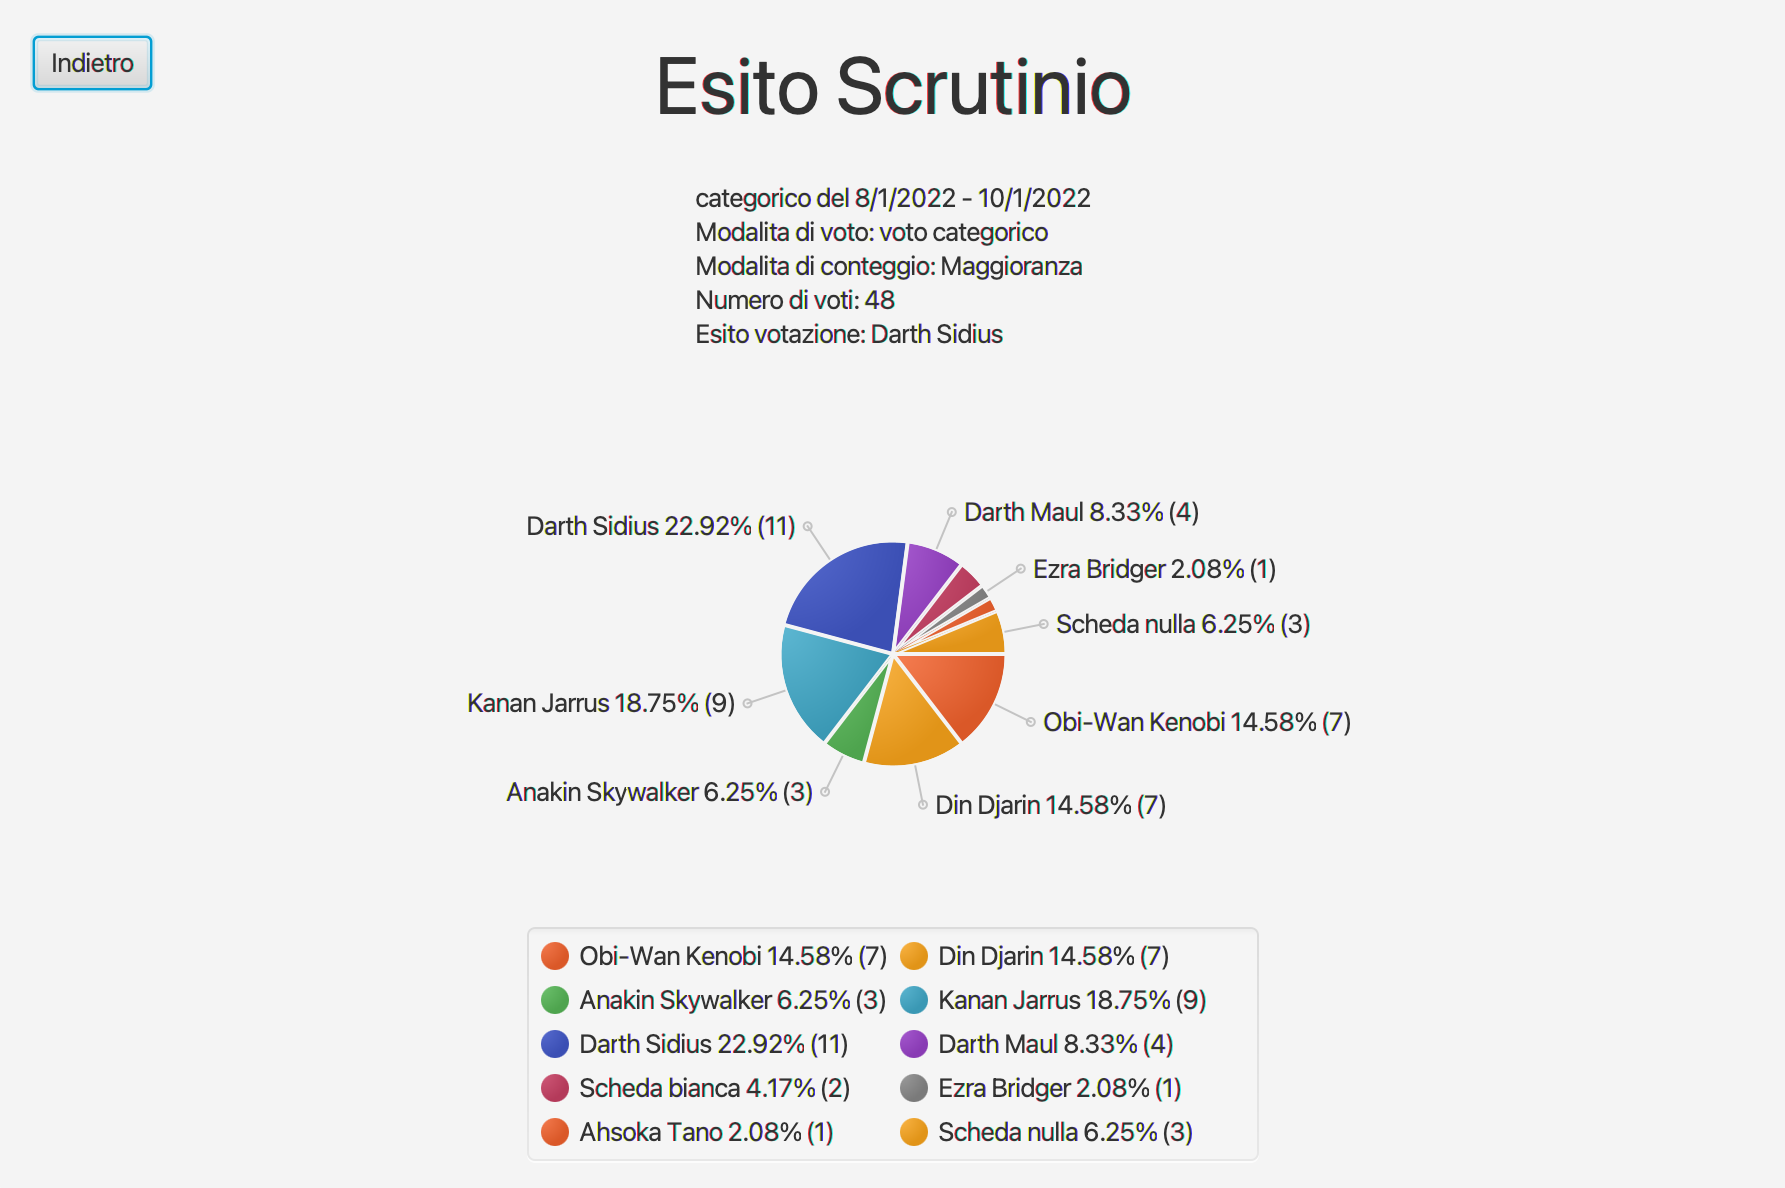 Indietro
Esito Scrutinio
categorico del 8/1/2022 - 10/1/2022
Modalita di voto: voto categorico
Modalita di conteggio: Maggioranza
Numero di voti: 48
Esito votazione: Darth Sidius
Darth Maul 8.33% (4)
Darth Sidius 22.92% (11)
Ezra Bridger 2.08% (1)
Scheda nulla 6.25% (3)
Kanan Jarrus 18.75% (9)
Obi-Wan Kenobi 14.58% (7)
Anakin Skywalker 6.25% (3)
Din Djarin 14.58% (7)
Obi-Wan Kenobi 14.58% (7) Din Djarin 14.58% (7)
Anakin Skywalker 6.25% (3) Kanan Jarrus 18.75% (9)
Darth Sidius 22.92% (11) Darth Maul 8.33% (4)
Scheda bianca 4.17% (2) Ezra Bridger 2.08% (1)
Ahsoka Tano 2.08% (1) Scheda nulla 6.25% (3)